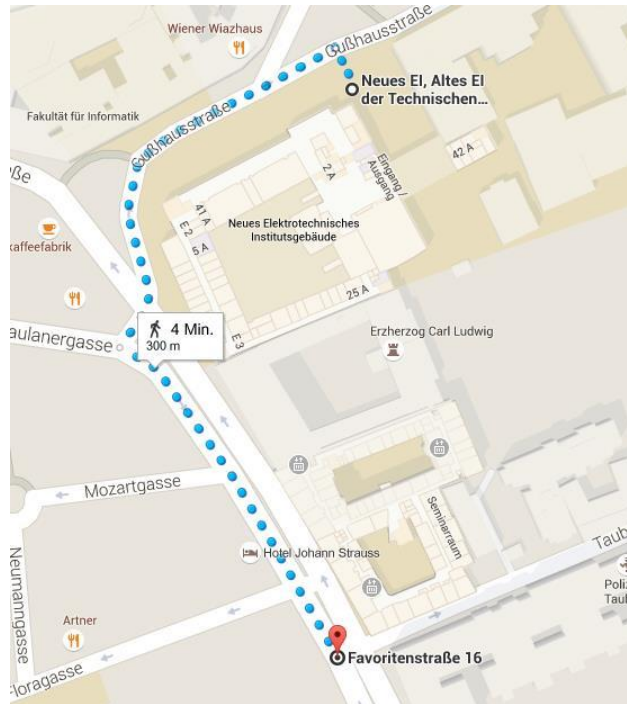 Wiener Wiazhaus
Gußhausstraße
Neues EI, Altes EI
der Technischen...
Fakultät für Informatik
Gußhausstraße
42 A
2 A
Eingang /
Ausgang
aße
41 A
E 2
Neues Elektrotechnisches
Institutsgebäude
5 A
kaffeefabrik
25 A
4 Min.
300 m
Erzherzog Carl Ludwig
aulanergasse
E 3
Mozartgasse
Seminarraum
Hotel Johann Strauss
Taub
Neumanngasse
Poliz
Taul
Artner
Favoritenstraße 16
Floragasse